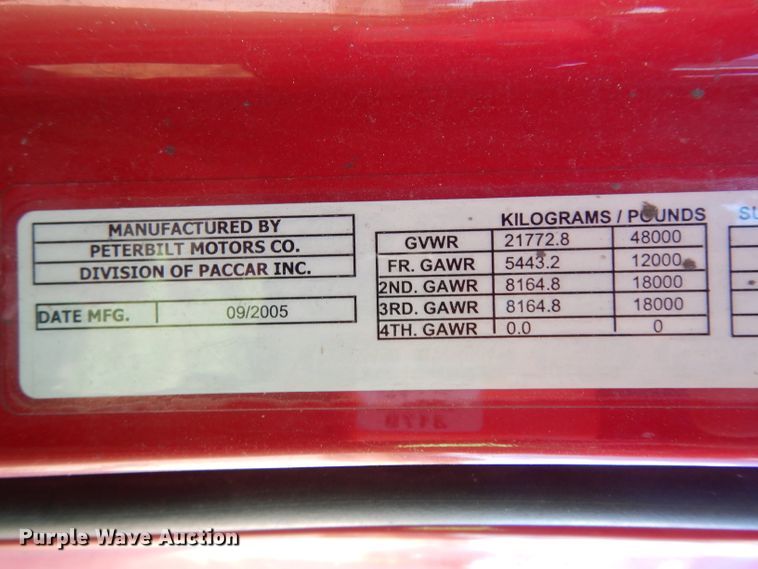 MANUFACTURED BY
PETERBILT MOTORS CO.
DIVISION OF PACCAR INC.
DATE MFG. 09/2005
KILOGRAMS / POUNDS
GVWR 21772.8 48000
FR. GAWR 5443.2 12000
2ND. GAWR 8164.8 18000
3RD. GAWR 8164.8 18000
4TH. GAWR 0.0 0
Purple Wave Auction